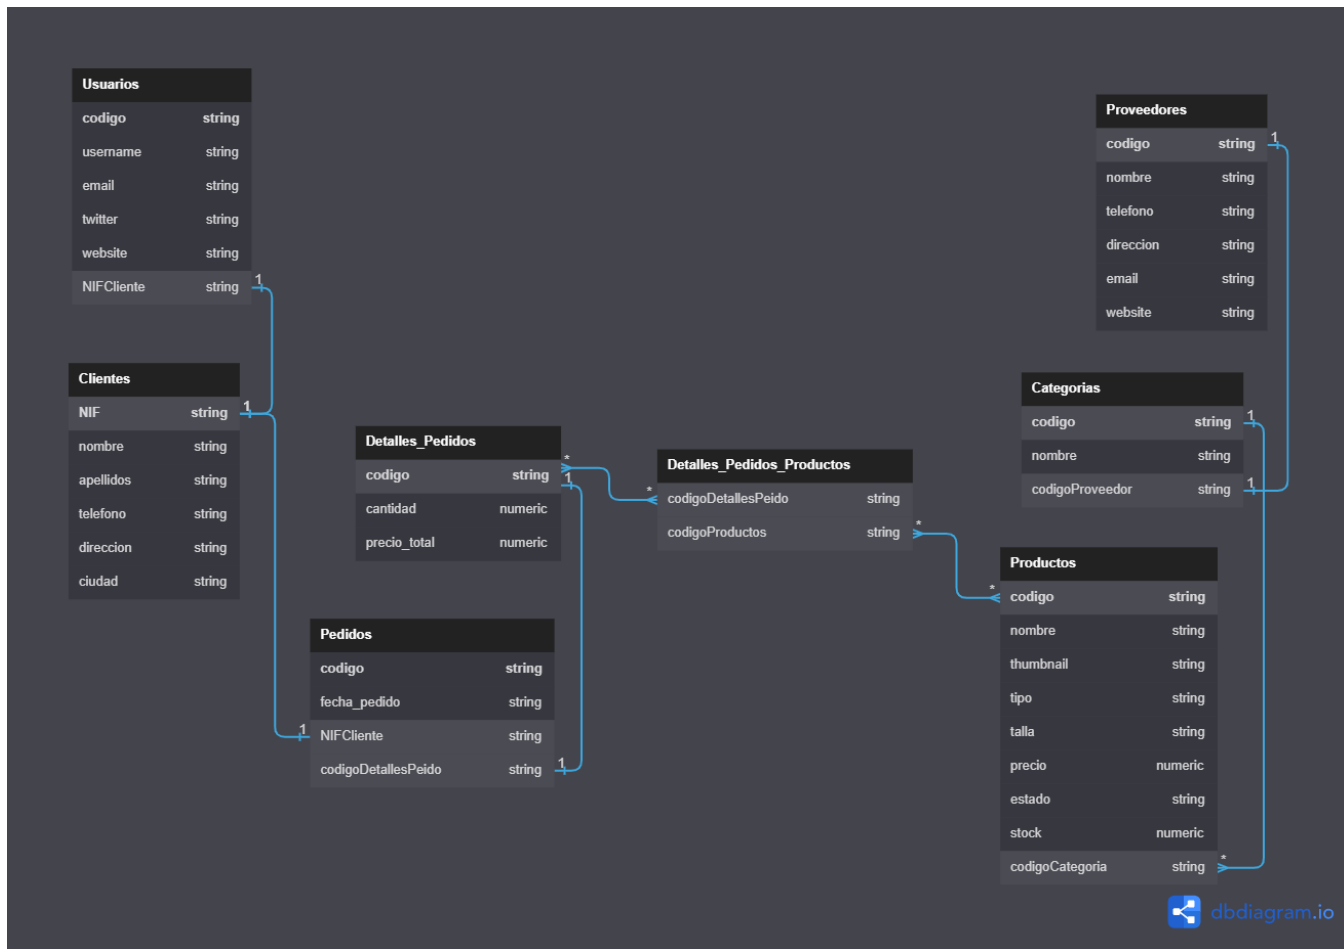 Usuarios
codigo string
username string
email string
twitter string
website string
NIFCliente string
1
Clientes
NIF string
1
nombre string
apellidos string
telefono string
direccion string
ciudad string
Detalles_Pedidos
*
codigo string
1
cantidad numeric
precio_total numeric
Pedidos
codigo string
fecha_pedido string
1
NIFCliente string
codigoDetallesPeido string
1
Detalles_Pedidos_Productos
*
codigoDetallesPeido string
codigoProductos string
*
Proveedores
codigo string
1
nombre string
telefono string
direccion string
email string
website string
Categorias
codigo string
1
nombre string
codigoProveedor string
1
Productos
*
codigo string
nombre string
thumbnail string
tipo string
talla string
precio numeric
estado string
stock numeric
codigoCategoria string
*
dbdiagram.io